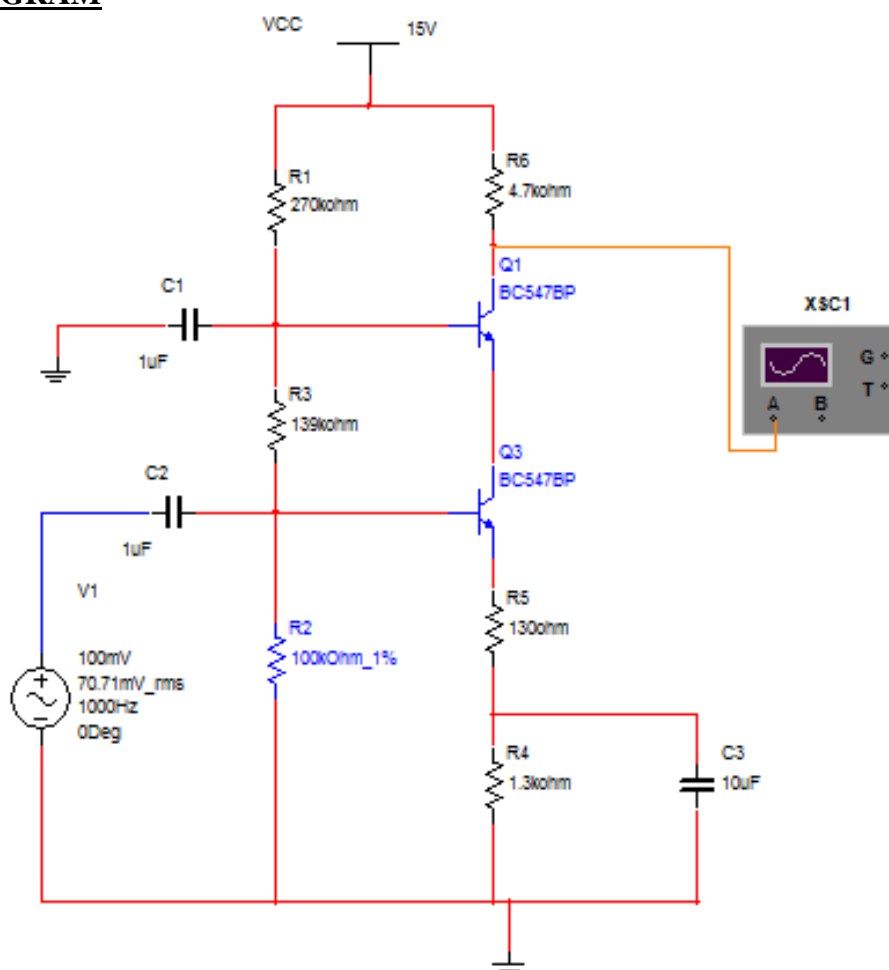 GRAM
VCC
15V
R1
270kohm
R6
4.7kohm
Q1
BC547BP
C1
1uF
XSC1
G
T
A
B
R3
139kohm
Q3
BC547BP
C2
1uF
V1
100mV
70.71mV_rms
1000Hz
0Deg
R2
100kOhm_1%
R5
130ohm
R4
1.3kohm
C3
10uF